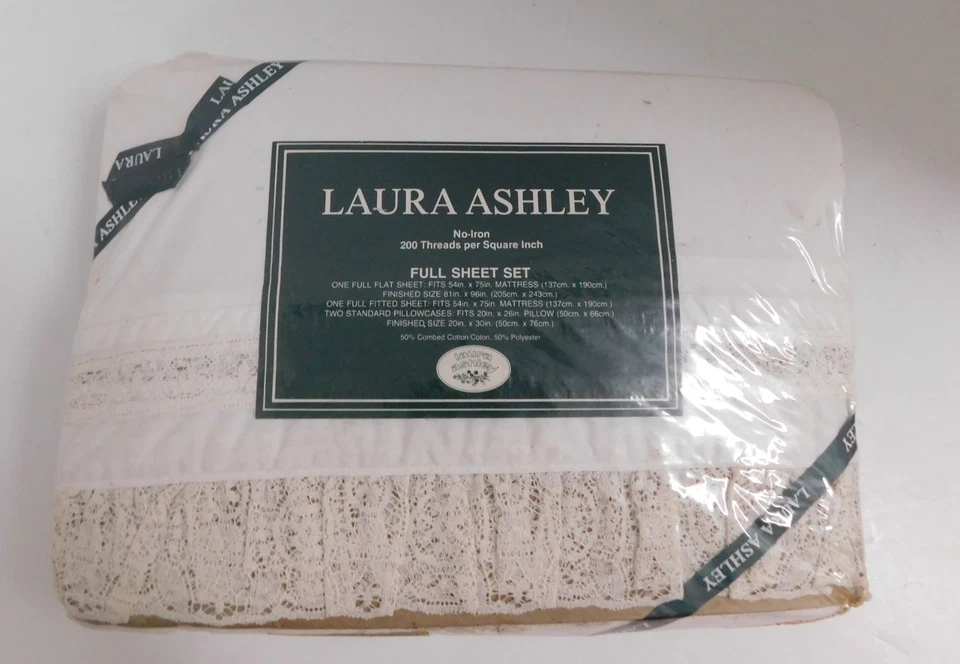 LAURA ASHLEY
LAURA
ASHLEY
LAURA ASHLEY
No-Iron
200 Threads per Square Inch
FULL SHEET SET
ONE FULL FLAT SHEET: FITS 54in. x 75in. MATTRESS (137cm. x 190cm.)
FINISHED SIZE 81in. x 96in. (205cm. x 243cm.)
ONE FULL FITTED SHEET: FITS 54in. x 75in. MATTRESS (137cm. x 190cm.)
TWO STANDARD PILLOWCASES: FITS 20in. x 26in. PILLOW (50cm. x 66cm.)
FINISHED SIZE 20in. x 30in. (50cm. x 76cm.)
50% Combed Cotton Coton, 50% Polyester
laura
ashley
LAURA ASHLEY